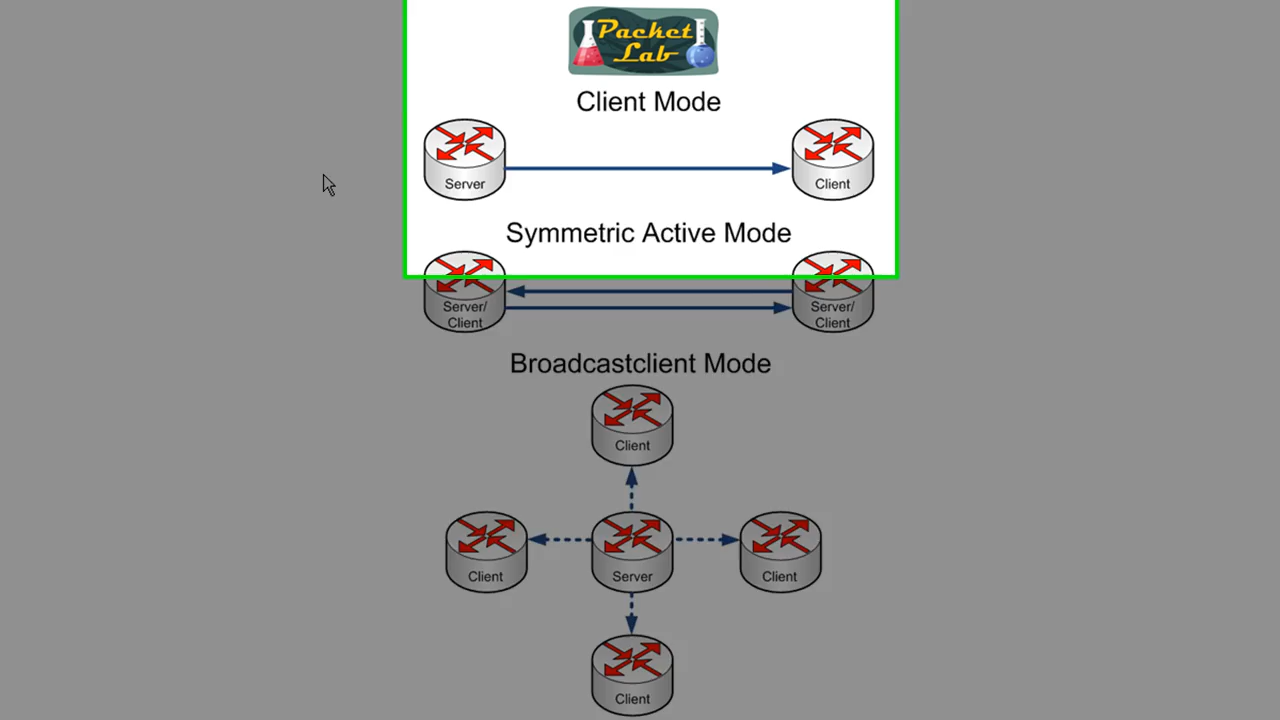 Packet
Lab
Client Mode
Server
Client
Symmetric Active Mode
Server/
Client
Server/
Client
Broadcastclient Mode
Client
Client
Server
Client
Client